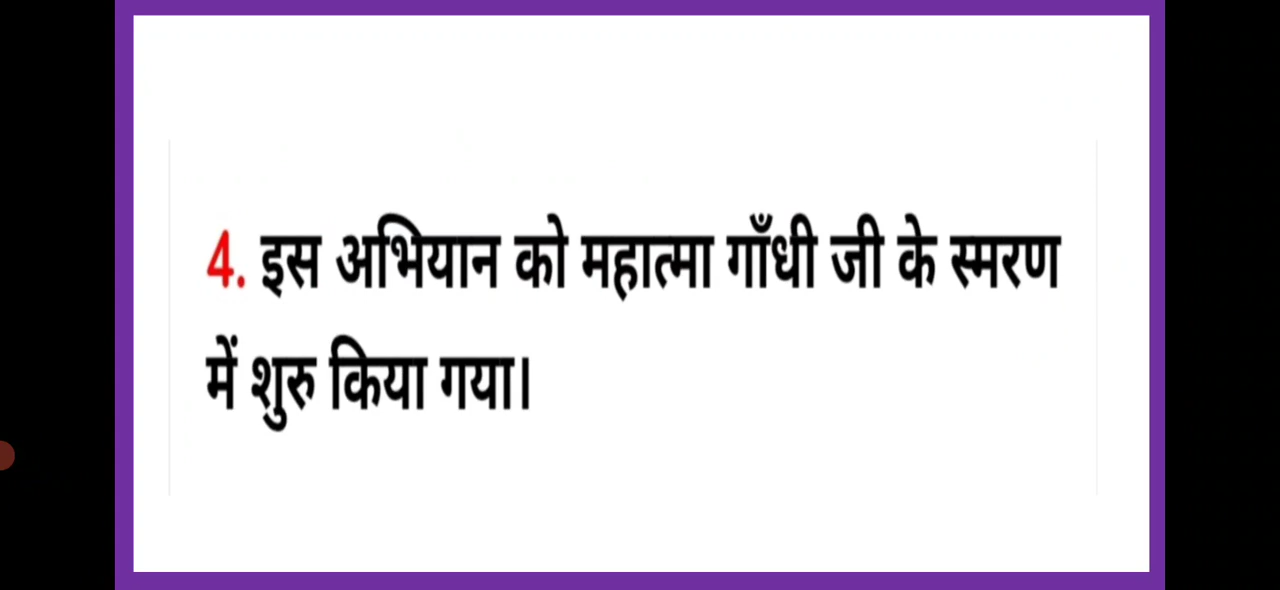 4. इस अभियान को महात्मा गाँधी जी के स्मरण
में शुरु किया गया।